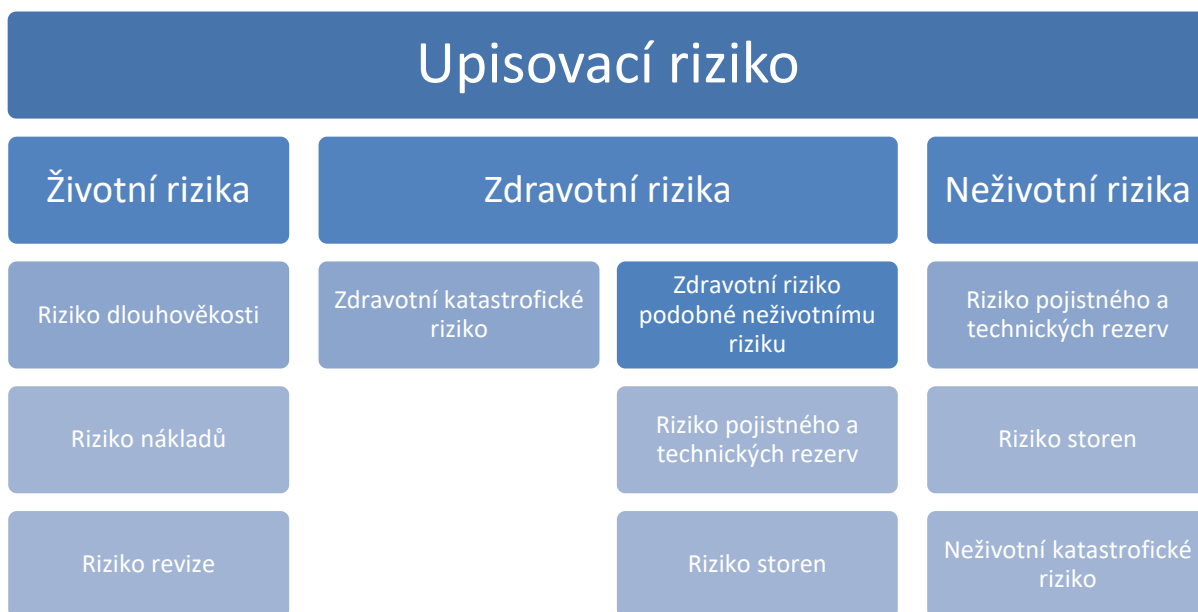 Upisovací riziko
Životní rizika
Zdravotní rizika
Neživotní rizika
Riziko dlouhověkosti
Zdravotní katastrofické
riziko
Zdravotní riziko
podobné neživotnímu
riziku
Riziko pojistného a
technických rezerv
Riziko nákladů
Riziko pojistného a
technických rezerv
Riziko storen
Riziko revize
Riziko storen
Neživotní katastrofické
riziko